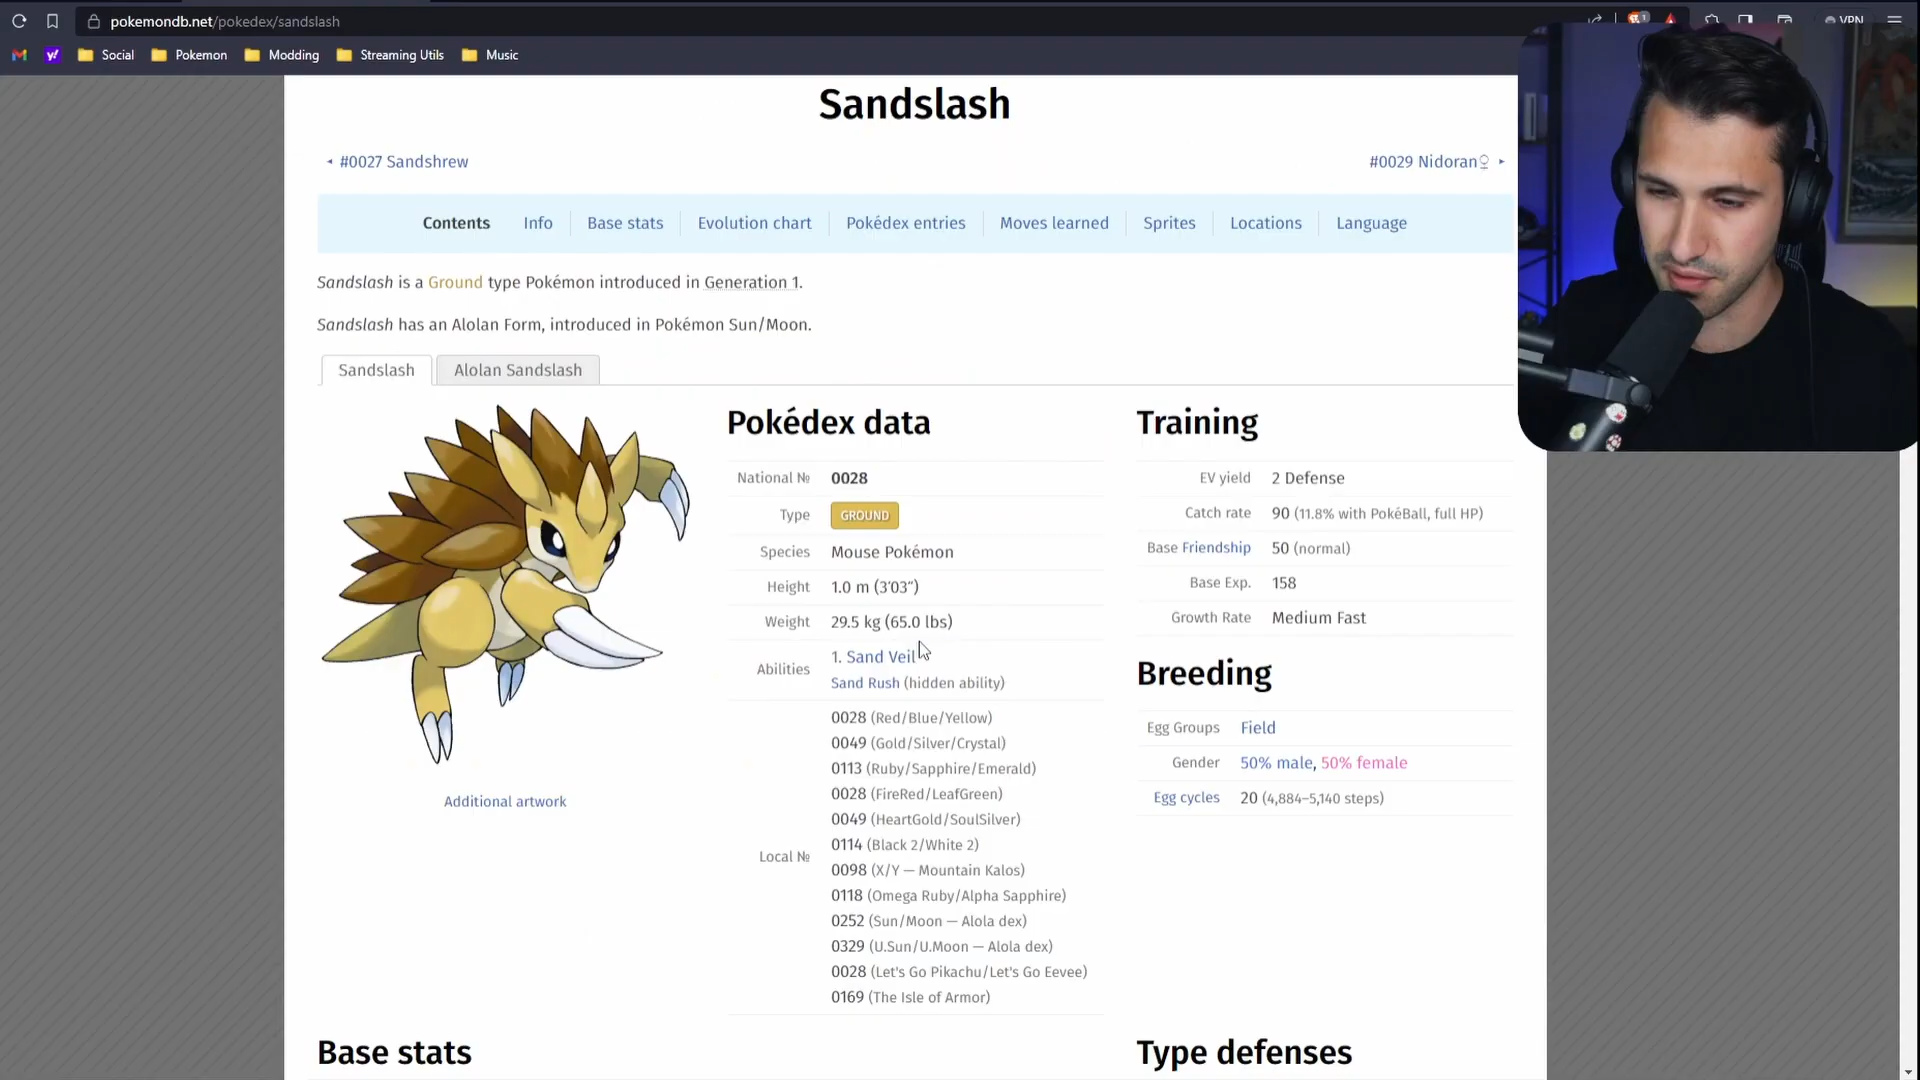 pokemondb.net/pokedex/sandslash
1
VPN
Social
Pokemon
Modding
Streaming Utils
Music
Sandslash
◂ #0027 Sandshrew
#0029 Nidoran♀ ▸
Contents
Info
Base stats
Evolution chart
Pokédex entries
Moves learned
Sprites
Locations
Language
Sandslash is a Ground type Pokémon introduced in Generation 1.
Sandslash has an Alolan Form, introduced in Pokémon Sun/Moon.
Sandslash
Alolan Sandslash
Additional artwork
Pokédex data
National № 0028
Type GROUND
Species Mouse Pokémon
Height 1.0 m (3′03″)
Weight 29.5 kg (65.0 lbs)
Abilities 1. Sand Veil
Sand Rush (hidden ability)
Local № 0028 (Red/Blue/Yellow)
0049 (Gold/Silver/Crystal)
0113 (Ruby/Sapphire/Emerald)
0028 (FireRed/LeafGreen)
0049 (HeartGold/SoulSilver)
0114 (Black 2/White 2)
0098 (X/Y — Mountain Kalos)
0118 (Omega Ruby/Alpha Sapphire)
0252 (Sun/Moon — Alola dex)
0329 (U.Sun/U.Moon — Alola dex)
0028 (Let's Go Pikachu/Let's Go Eevee)
0169 (The Isle of Armor)
Training
EV yield 2 Defense
Catch rate 90 (11.8% with PokéBall, full HP)
Base Friendship 50 (normal)
Base Exp. 158
Growth Rate Medium Fast
Breeding
Egg Groups Field
Gender 50% male, 50% female
Egg cycles 20 (4,884–5,140 steps)
Base stats
Type defenses